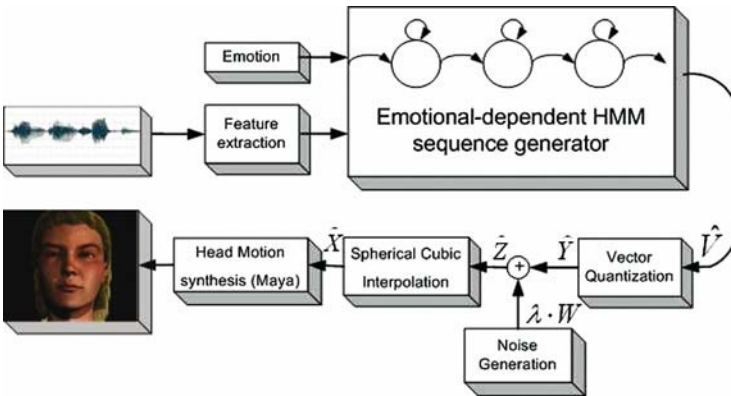 Emotion
Feature
extraction
Emotional-dependent HMM
sequence generator
Head Motion
synthesis (Maya)
X̂
Spherical Cubic
Interpolation
Ẑ
+
Ŷ
Vector
Quantization
V̂
λ̂ · W
Noise
Generation